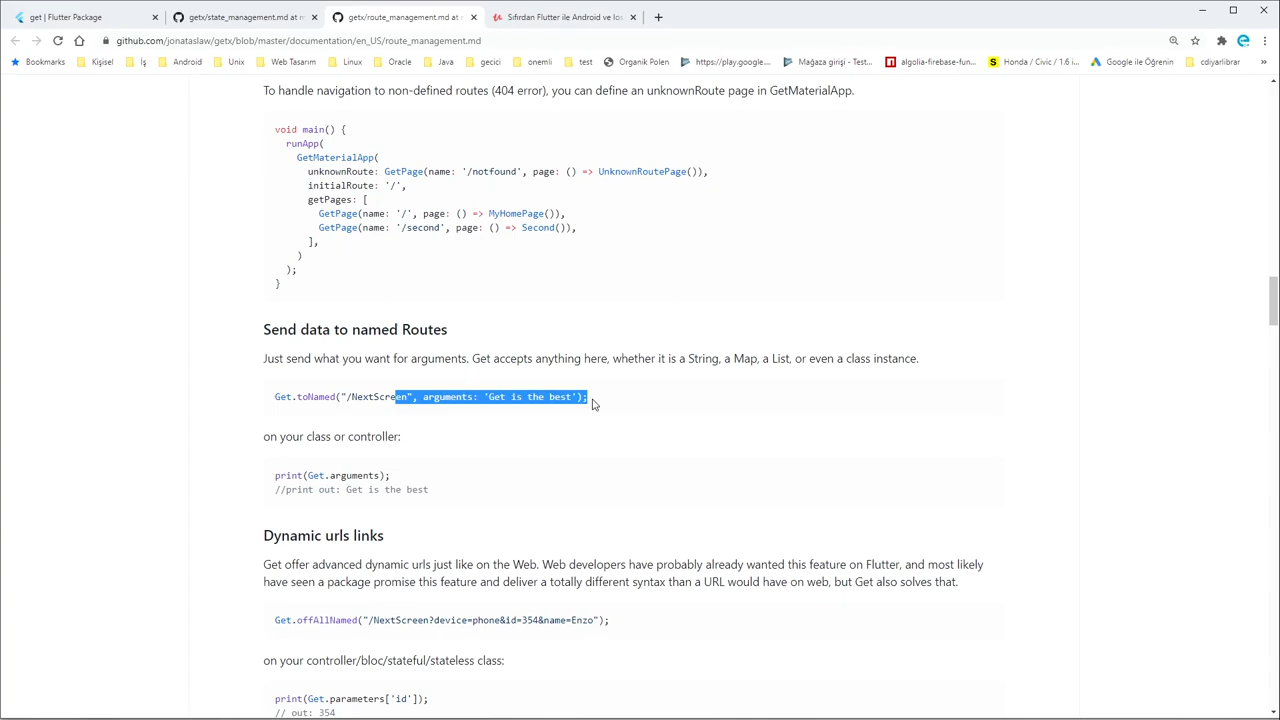 get | Flutter Package
getx/state_management.md at m
getx/route_management.md at
Sıfırdan Flutter ile Android ve Ios
github.com/jonataslaw/getx/blob/master/documentation/en_US/route_management.md
Bookmarks
Kişisel
İş
Android
Unix
Web Tasarım
Linux
Oracle
Java
gecici
onemli
test
Organik Polen
https://play.google....
Mağaza girişi - Test...
algolia-firebase-fun...
Honda / Civic / 1.6 i...
Google ile Öğrenin
cdiyarlibrar
»
To handle navigation to non-defined routes (404 error), you can define an unknownRoute page in GetMaterialApp.
void main() {
runApp(
GetMaterialApp(
unknownRoute: GetPage(name: '/notfound', page: () => UnknownRoutePage()),
initialRoute: '/',
getPages: [
GetPage(name: '/', page: () => MyHomePage()),
GetPage(name: '/second', page: () => Second()),
],
)
);
}
Send data to named Routes
Just send what you want for arguments. Get accepts anything here, whether it is a String, a Map, a List, or even a class instance.
Get.toNamed("/NextScreen", arguments: 'Get is the best');
on your class or controller:
print(Get.arguments);
//print out: Get is the best
Dynamic urls links
Get offer advanced dynamic urls just like on the Web. Web developers have probably already wanted this feature on Flutter, and most likely
have seen a package promise this feature and deliver a totally different syntax than a URL would have on web, but Get also solves that.
Get.offAllNamed("/NextScreen?device=phone&id=354&name=Enzo");
on your controller/bloc/stateful/stateless class:
print(Get.parameters['id']);
// out: 354